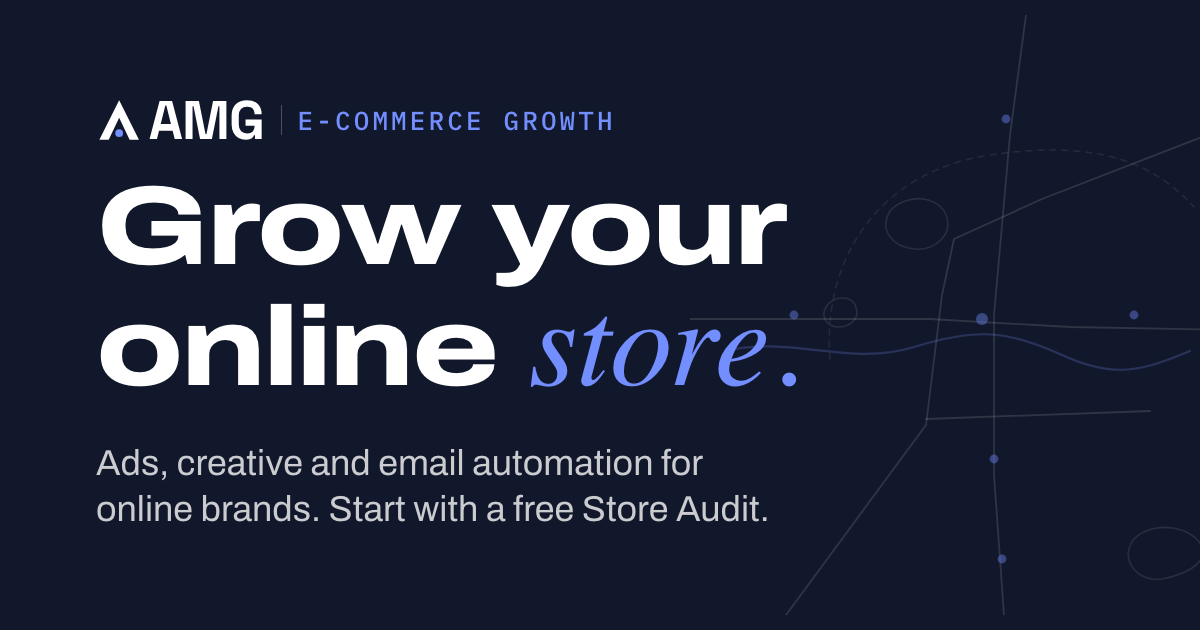 AMG | E-COMMERCE GROWTH
Grow your
online store.
Ads, creative and email automation for
online brands. Start with a free Store Audit.